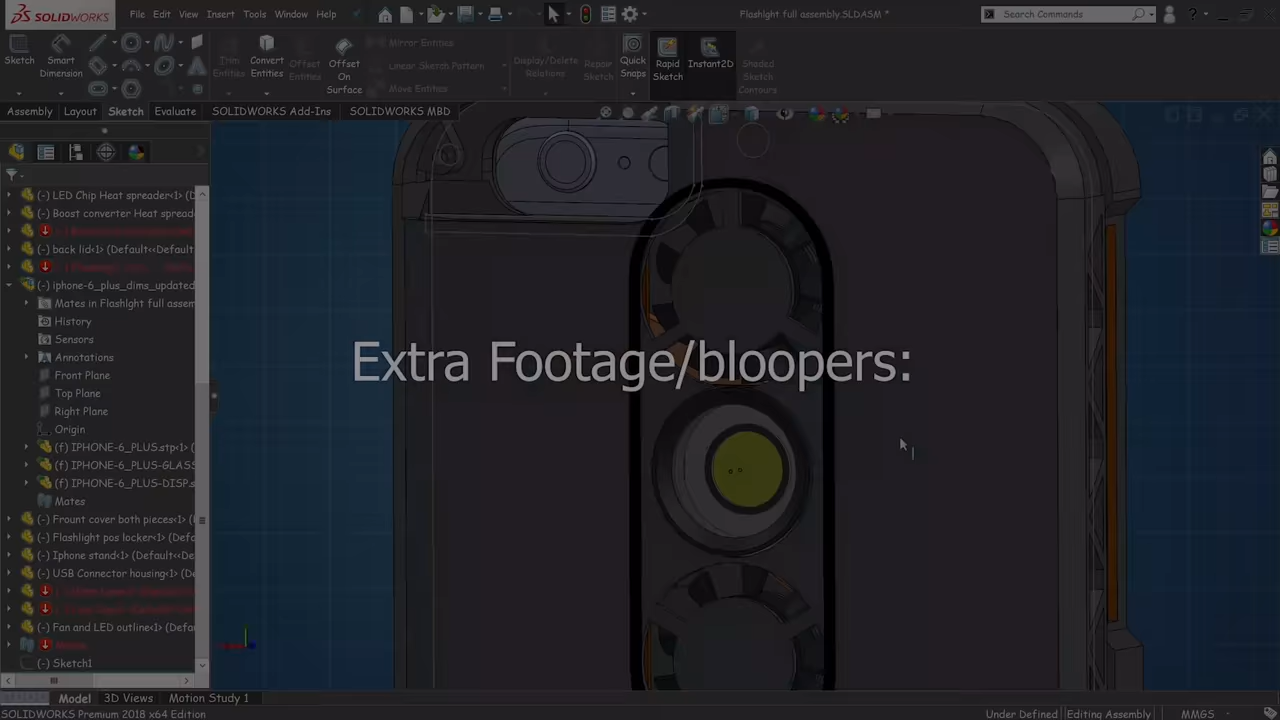 SOLIDWORKS
File Edit View Insert Tools Window Help
Flashlight full assembly.SLDASM *
Search Commands
Sketch
Smart Dimension
Trim Entities
Convert Entities
Offset Entities
Offset On Surface
Mirror Entities
Linear Sketch Pattern
Move Entities
Display/Delete Relations
Repair Sketch
Quick Snaps
Rapid Sketch
Instant2D
Shaded Sketch Contours
Assembly Layout Sketch Evaluate SOLIDWORKS Add-Ins SOLIDWORKS MBD
(-) LED Chip Heat spreader<1> (D
(-) Boost converter Heat spread
(-) back lid<1> (Default<<Default
(-) iphone-6_plus_dims_updated
Mates in Flashlght full assem
History
Sensors
Annotations
Front Plane
Top Plane
Right Plane
Origin
(f) IPHONE-6_PLUS.stp<1> (
(f) IPHONE-6_PLUS-GLASS
(f) IPHONE-6_PLUS-DISP.s
Mates
(-) Frount cover both pieces<1> (
(-) Flashlight pos locker<1> (Defa
(-) Iphone stand<1> (Default<<De
(-) USB Connector housing<1> (De
(-) Fan and LED outline<1> (Defa
(-) Sketch1
Extra Footage/bloopers:
Model 3D Views Motion Study 1
SOLIDWORKS Premium 2018 x64 Edition
Under Defined Editing Assembly MMGS